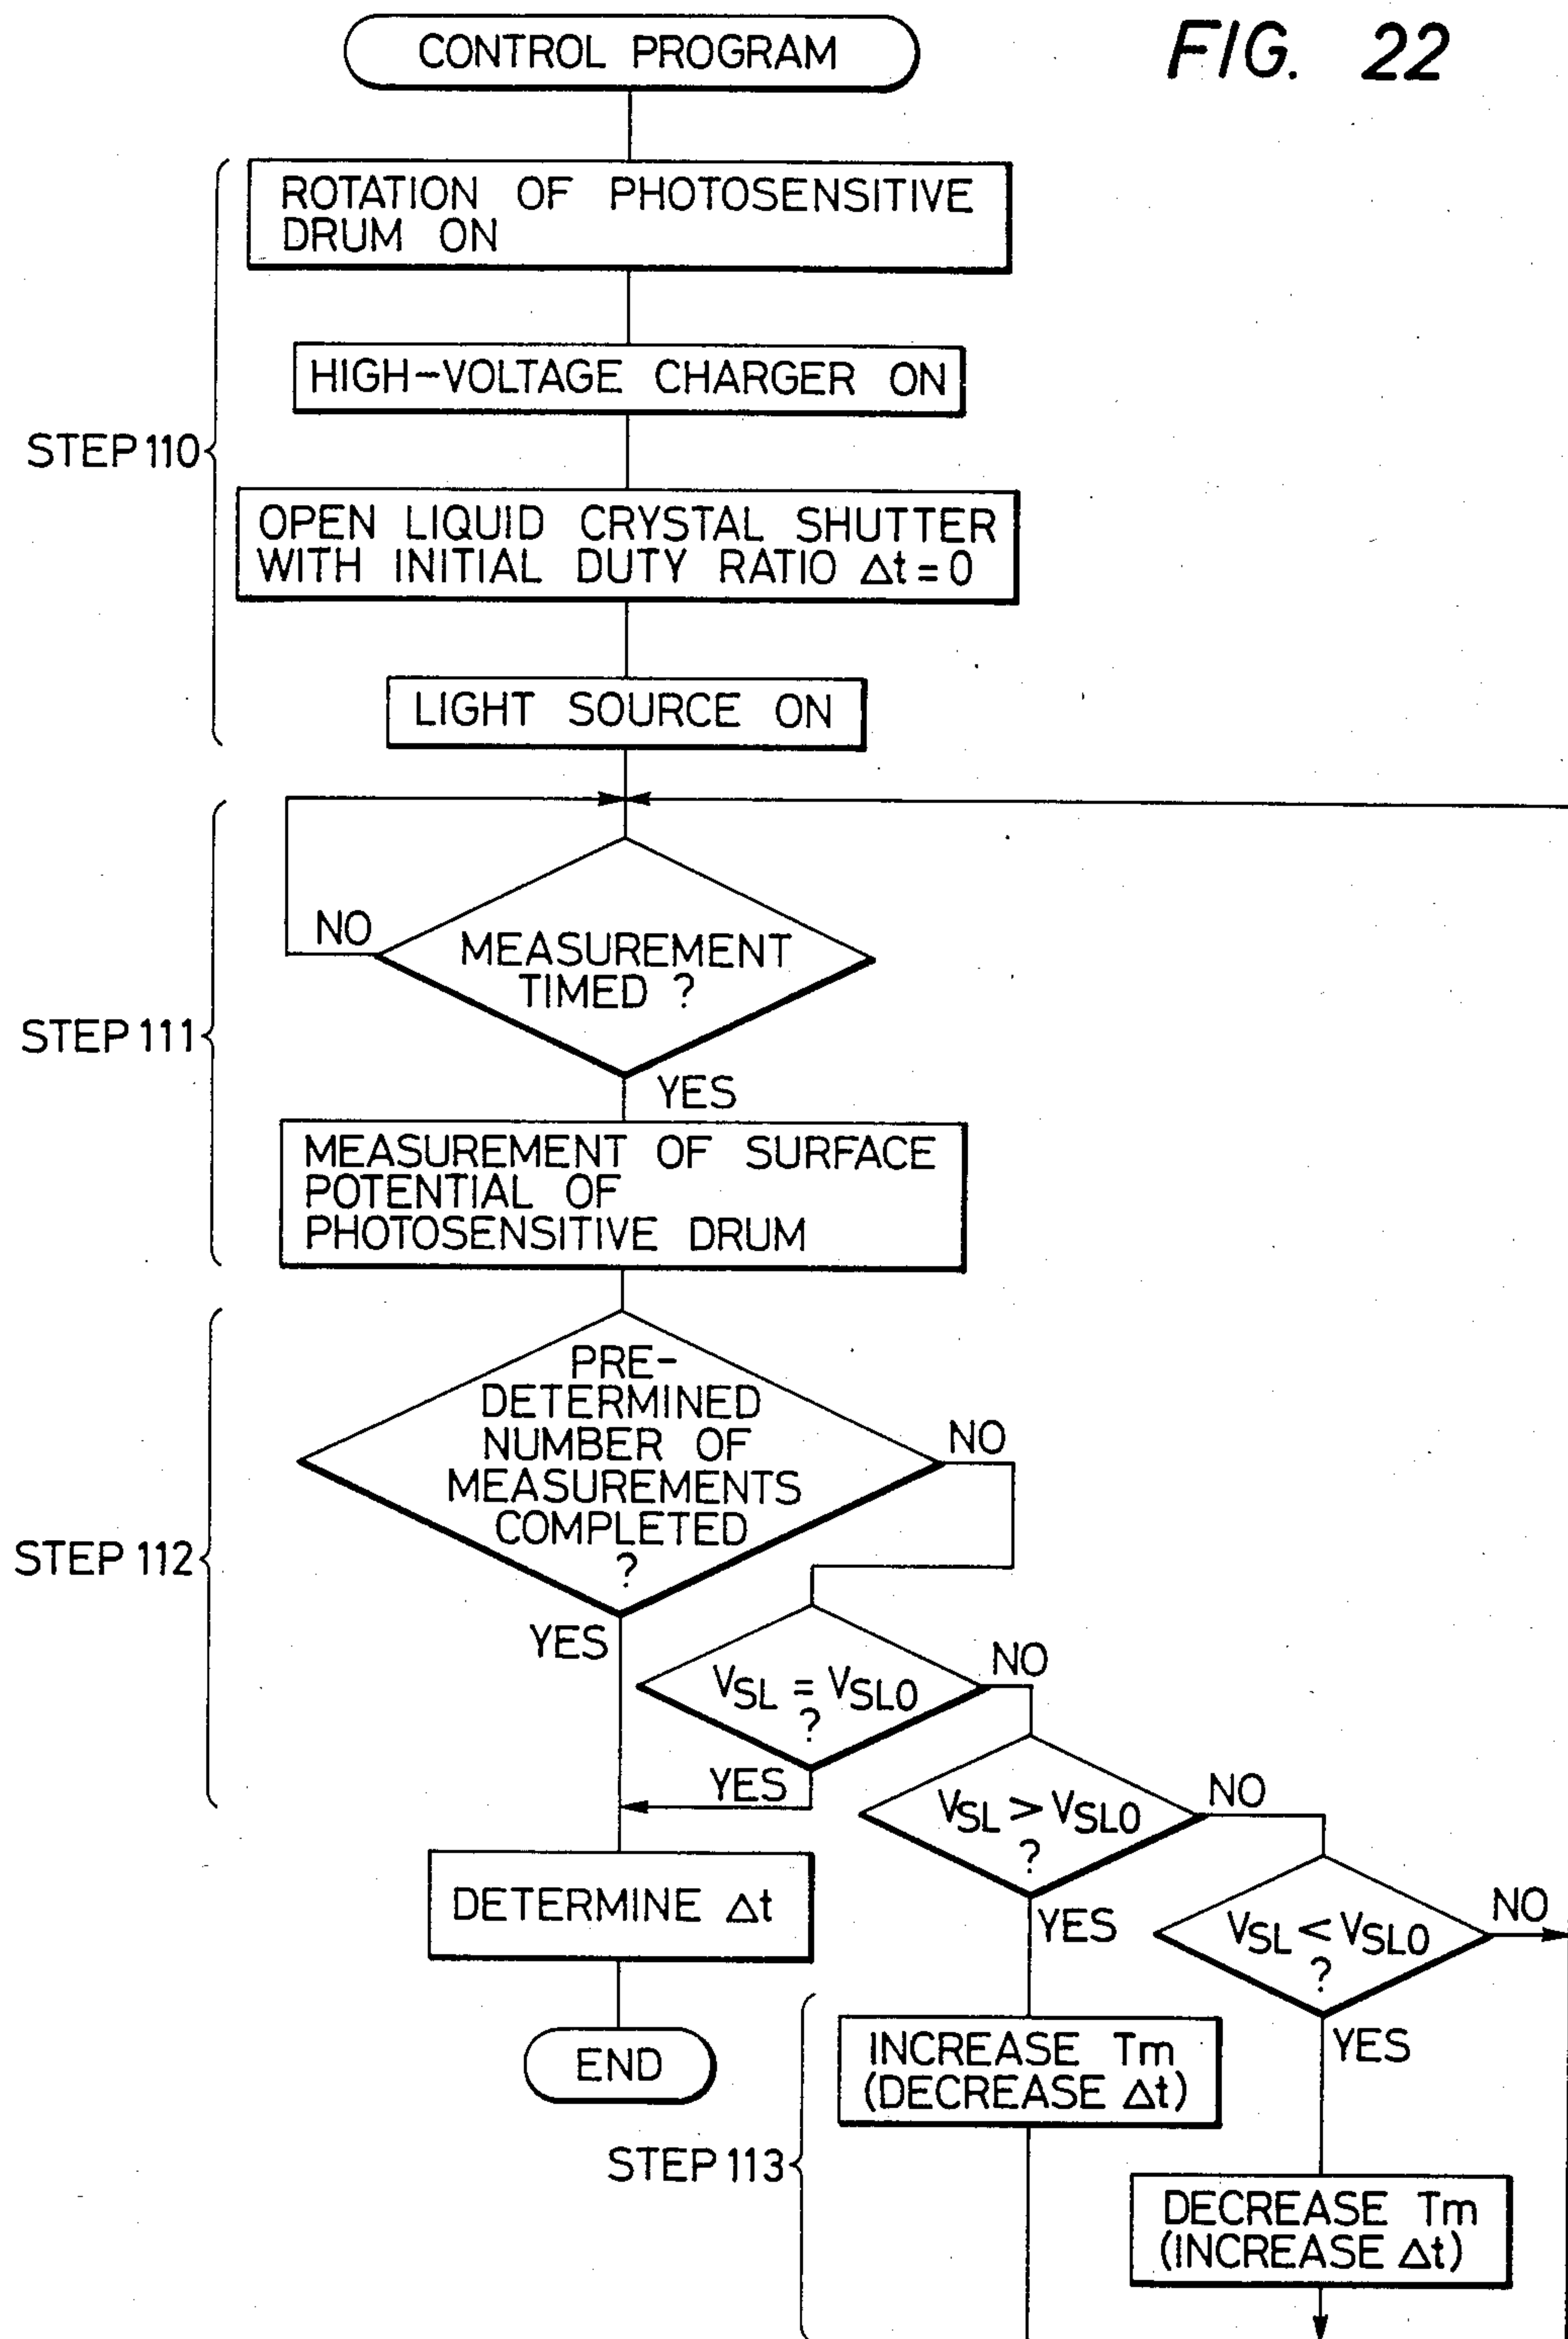 FIG. 22
CONTROL PROGRAM
ROTATION OF PHOTOSENSITIVE
DRUM ON
HIGH-VOLTAGE CHARGER ON
STEP 110
OPEN LIQUID CRYSTAL SHUTTER
WITH INITIAL DUTY RATIO Δt = 0
LIGHT SOURCE ON
NO
MEASUREMENT
TIMED ?
STEP 111
YES
MEASUREMENT OF SURFACE
POTENTIAL OF
PHOTOSENSITIVE DRUM
PRE-
DETERMINED
NUMBER OF
MEASUREMENTS
COMPLETED
?
NO
STEP 112
YES
VSL = VSLO
?
NO
YES
VSL > VSLO
?
NO
YES
VSL < VSLO
?
NO
YES
DETERMINE Δt
END
STEP 113
INCREASE Tm
(DECREASE Δt)
DECREASE Tm
(INCREASE Δt)